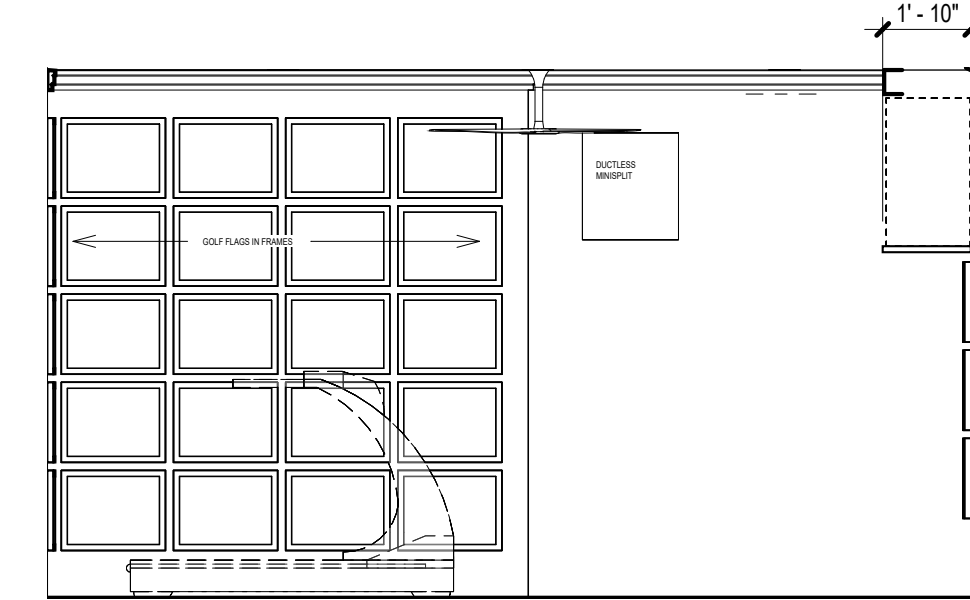 1' - 10"
DUCTLESS
MINISPLIT
GOLF FLAGS IN FRAMES